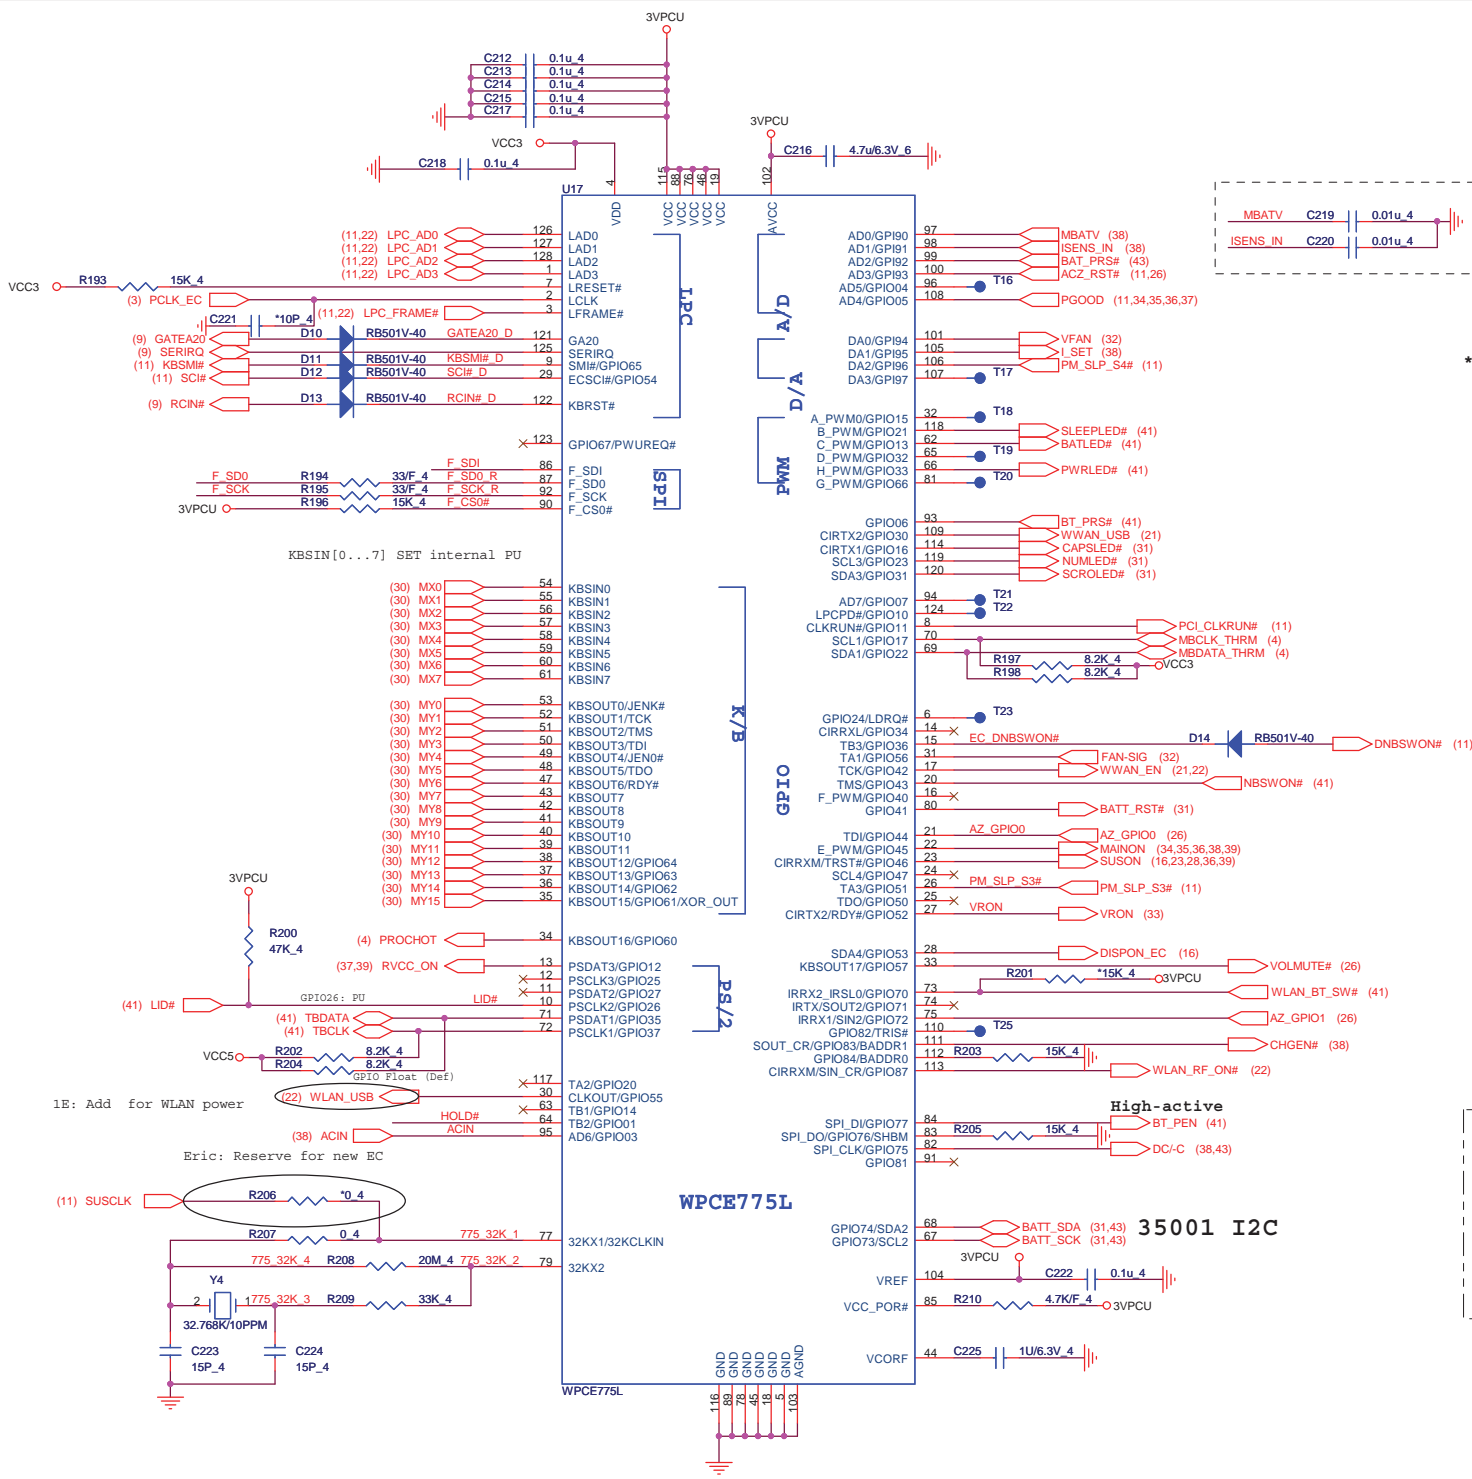 3VPCU
C212 0.1u_4
C213 0.1u_4
C214 0.1u_4
C215 0.1u_4
C217 0.1u_4
VCC3
C218 0.1u_4
3VPCU
C216 4.7u/6.3V_6
4 115 88 76 46 19 102
U17
VDD VCC VCC VCC VCC VCC AVCC
MBATV C219 0.01u_4
ISENS_IN C220 0.01u_4
(11,22) LPC_AD0 126 LAD0
(11,22) LPC_AD1 127 LAD1
(11,22) LPC_AD2 128 LAD2
(11,22) LPC_AD3 1 LAD3
VCC3 R193 15K_4 7 LRESET#
(3) PCLK_EC 2 LCLK
(11,22) LPC_FRAME# 3 LFRAME#
C221 *10P_4
(9) GATEA20 D10 RB501V-40 GATEA20_D 121 GA20
(9) SERIRQ 125 SERIRQ
(11) KBSMI# D11 RB501V-40 KBSMI#_D 9 SMI#/GPIO65
(11) SCI# D12 RB501V-40 SCI#_D 29 ECSCI#/GPIO54
(9) RCIN# D13 RB501V-40 RCIN#_D 122 KBRST#
LPC
123 GPIO67/PWUREQ#
F_SDI 86 F_SDI
F_SD0 R194 33/F_4 F_SD0_R 87 F_SD0
F_SCK R195 33/F_4 F_SCK_R 92 F_SCK
3VPCU R196 15K_4 F_CS0# 90 F_CS0#
SPI
KBSIN[0...7] SET internal PU
(30) MX0 54 KBSIN0
(30) MX1 55 KBSIN1
(30) MX2 56 KBSIN2
(30) MX3 57 KBSIN3
(30) MX4 58 KBSIN4
(30) MX5 59 KBSIN5
(30) MX6 60 KBSIN6
(30) MX7 61 KBSIN7
(30) MY0 53 KBSOUT0/JENK#
(30) MY1 52 KBSOUT1/TCK
(30) MY2 51 KBSOUT2/TMS
(30) MY3 50 KBSOUT3/TDI
(30) MY4 49 KBSOUT4/JEN0#
(30) MY5 48 KBSOUT5/TDO
(30) MY6 47 KBSOUT6/RDY#
(30) MY7 43 KBSOUT7
(30) MY8 42 KBSOUT8
(30) MY9 41 KBSOUT9
(30) MY10 40 KBSOUT10
(30) MY11 39 KBSOUT11
(30) MY12 38 KBSOUT12/GPIO64
(30) MY13 37 KBSOUT13/GPIO63
(30) MY14 36 KBSOUT14/GPIO62
(30) MY15 35 KBSOUT15/GPIO61/XOR_OUT
K/B
3VPCU
R200
47K_4
(4) PROCHOT 34 KBSOUT16/GPIO60
(37,39) RVCC_ON 13 PSDAT3/GPIO12
12 PSCLK3/GPIO25
11 PSDAT2/GPIO27
(41) LID# GPIO26: PU LID# 10 PSCLK2/GPIO26
(41) TBDATA 71 PSDAT1/GPIO35
(41) TBCLK 72 PSCLK1/GPIO37
PS/2
VCC5 R202 8.2K_4
R204 8.2K_4
GPIO Float (Def)
117 TA2/GPIO20
1E: Add for WLAN power
(22) WLAN_USB 30 CLKOUT/GPIO55
63 TB1/GPIO14
HOLD# 64 TB2/GPIO01
(38) ACIN ACIN 95 AD6/GPIO03
Eric: Reserve for new EC
(11) SUSCLK R206 *0_4
R207 0_4 775_32K_1 77 32KX1/32KCLKIN
775_32K_4 R208 20M_4 775_32K_2 79 32KX2
Y4
2 1 775_32K_3 R209 33K_4
32.768K/10PPM
C223
15P_4
C224
15P_4
AD0/GPI90 97 MBATV (38)
AD1/GPI91 98 ISENS_IN (38)
AD2/GPI92 99 BAT_PRS# (43)
AD3/GPI93 100 ACZ_RST# (11,26)
AD5/GPIO04 96 T16
AD4/GPIO05 108 PGOOD (11,34,35,36,37)
A/D
DA0/GPI94 101 VFAN (32)
DA1/GPI95 105 I_SET (38)
DA2/GPI96 106 PM_SLP_S4# (11)
DA3/GPI97 107 T17
D/A
*
A_PWM0/GPIO15 32 T18
B_PWM/GPIO21 118 SLEEPLED# (41)
C_PWM/GPIO13 62 BATLED# (41)
D_PWM/GPIO32 65 T19
H_PWM/GPIO33 66 PWRLED# (41)
G_PWM/GPIO66 81 T20
PWM
GPIO06 93 BT_PRS# (41)
CIRTX2/GPIO30 109 WWAN_USB (21)
CIRTX1/GPIO16 114 CAPSLED# (31)
SCL3/GPIO23 119 NUMLED# (31)
SDA3/GPIO31 120 SCROLED# (31)
AD7/GPIO07 94 T21
LPCPD#/GPIO10 124 T22
CLKRUN#/GPIO11 8 PCI_CLKRUN# (11)
SCL1/GPIO17 70 MBCLK_THRM (4)
SDA1/GPIO22 69 MBDATA_THRM (4)
R197 8.2K_4 VCC3
R198 8.2K_4
GPIO24/LDRQ# 6 T23
CIRRXL/GPIO34 14
TB3/GPIO36 15 EC_DNBSWON# D14 RB501V-40 DNBSWON# (11)
TA1/GPIO56 31 FAN-SIG (32)
TCK/GPIO42 17 WWAN_EN (21,22)
TMS/GPIO43 20 NBSWON# (41)
F_PWM/GPIO40 16
GPIO41 80 BATT_RST# (31)
GPIO
TDI/GPIO44 21 AZ_GPIO0 AZ_GPIO0 (26)
E_PWM/GPIO45 22 MAINON (34,35,36,38,39)
CIRRXM/TRST#/GPIO46 23 SUSON (16,23,28,36,39)
SCL4/GPIO47 24
TA3/GPIO51 26 PM_SLP_S3# PM_SLP_S3# (11)
TDO/GPIO50 25
CIRTX2/RDY#/GPIO52 27 VRON VRON (33)
SDA4/GPIO53 28 DISPON_EC (16)
KBSOUT17/GPIO57 33 VOLMUTE# (26)
R201 *15K_4 3VPCU
IRRX2_IRSL0/GPIO70 73 WLAN_BT_SW# (41)
IRTX/SOUT2/GPIO71 74
IRRX1/SIN2/GPIO72 75 AZ_GPIO1 (26)
GPIO82/TRIS# 110 T25
SOUT_CR/GPIO83/BADDR1 111 CHGEN# (38)
GPIO84/BADDR0 112 R203 15K_4
CIRRXM/SIN_CR/GPIO87 113 WLAN_RF_ON# (22)
High-active
SPI_DI/GPIO77 84 BT_PEN (41)
SPI_DO/GPIO76/SHBM 83 R205 15K_4
SPI_CLK/GPIO75 82 DC/-C (38,43)
GPIO81 91
WPCE775L
GPIO74/SDA2 68 BATT_SDA (31,43)
GPIO73/SCL2 67 BATT_SCK (31,43)
35001 I2C
3VPCU
VREF 104 C222 0.1u_4
VCC_POR# 85 R210 4.7K/F_4 3VPCU
VCORF 44 C225 1U/6.3V_4
GND GND GND GND GND GND AGND
WPCE775L
116 89 78 45 18 5 103